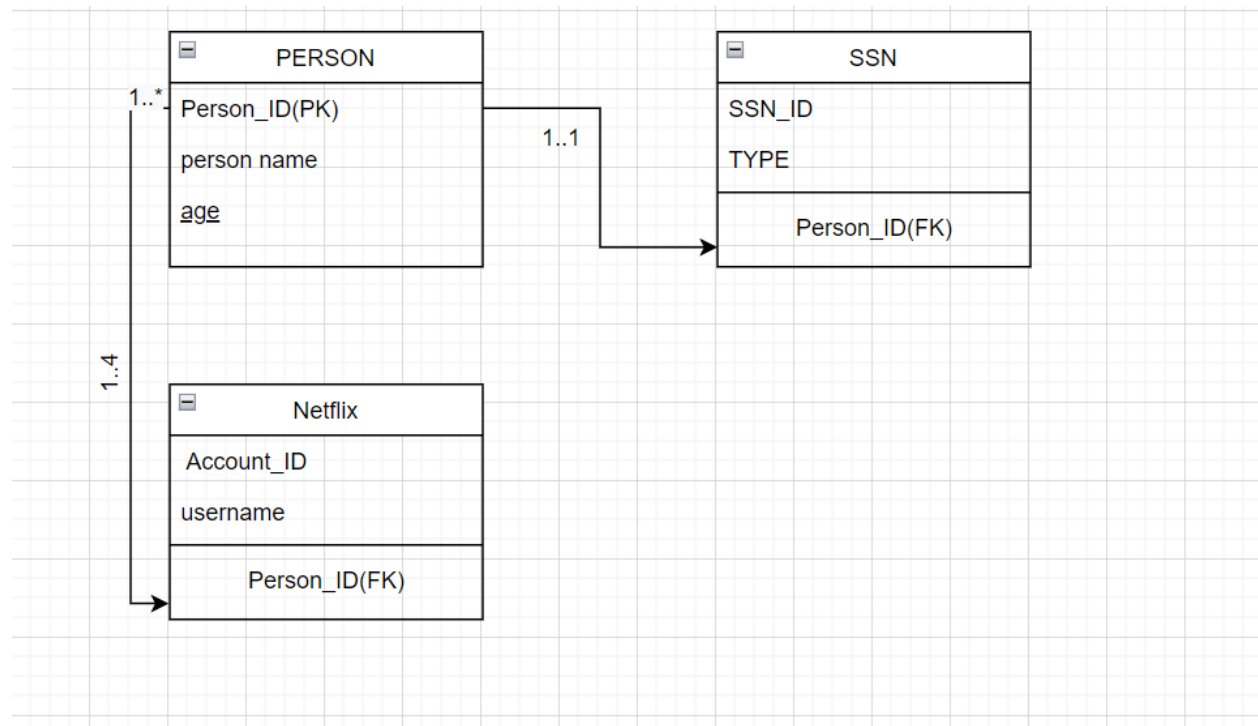 PERSON
1..*
Person_ID(PK)
person name
age
1..1
SSN
SSN_ID
TYPE
Person_ID(FK)
1..4
Netflix
Account_ID
username
Person_ID(FK)